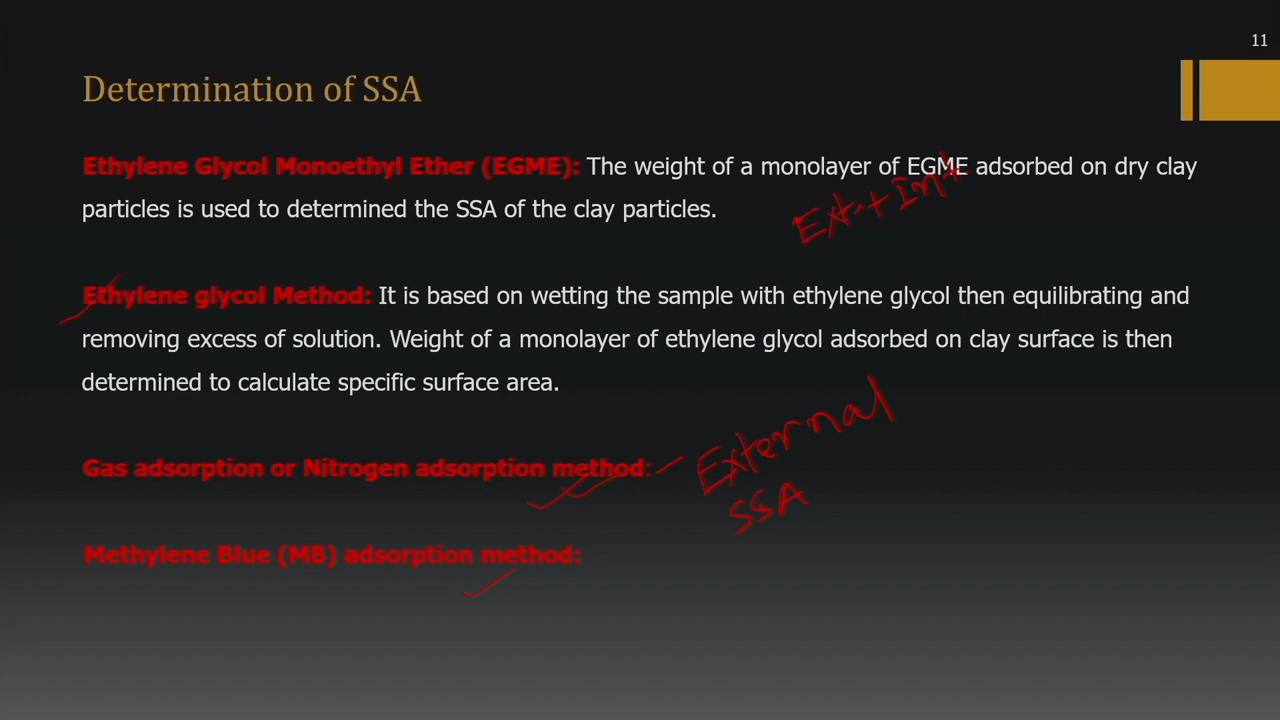 11
Determination of SSA
Ethylene Glycol Monoethyl Ether (EGME): The weight of a monolayer of EGME adsorbed on dry clay
particles is used to determined the SSA of the clay particles.
Ext. + Int
Ethylene glycol Method: It is based on wetting the sample with ethylene glycol then equilibrating and
removing excess of solution. Weight of a monolayer of ethylene glycol adsorbed on clay surface is then
determined to calculate specific surface area.
Gas adsorption or Nitrogen adsorption method:
External
SSA
Methylene Blue (MB) adsorption method: